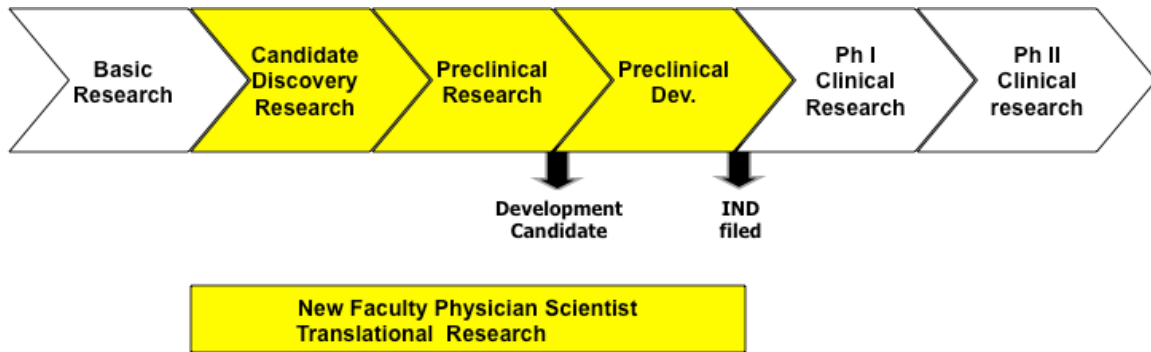 Basic
Research
Candidate
Discovery
Research
Preclinical
Research
Preclinical
Dev.
Ph I
Clinical
Research
Ph II
Clinical
research
Development
Candidate
IND
filed
New Faculty Physician Scientist
Translational Research